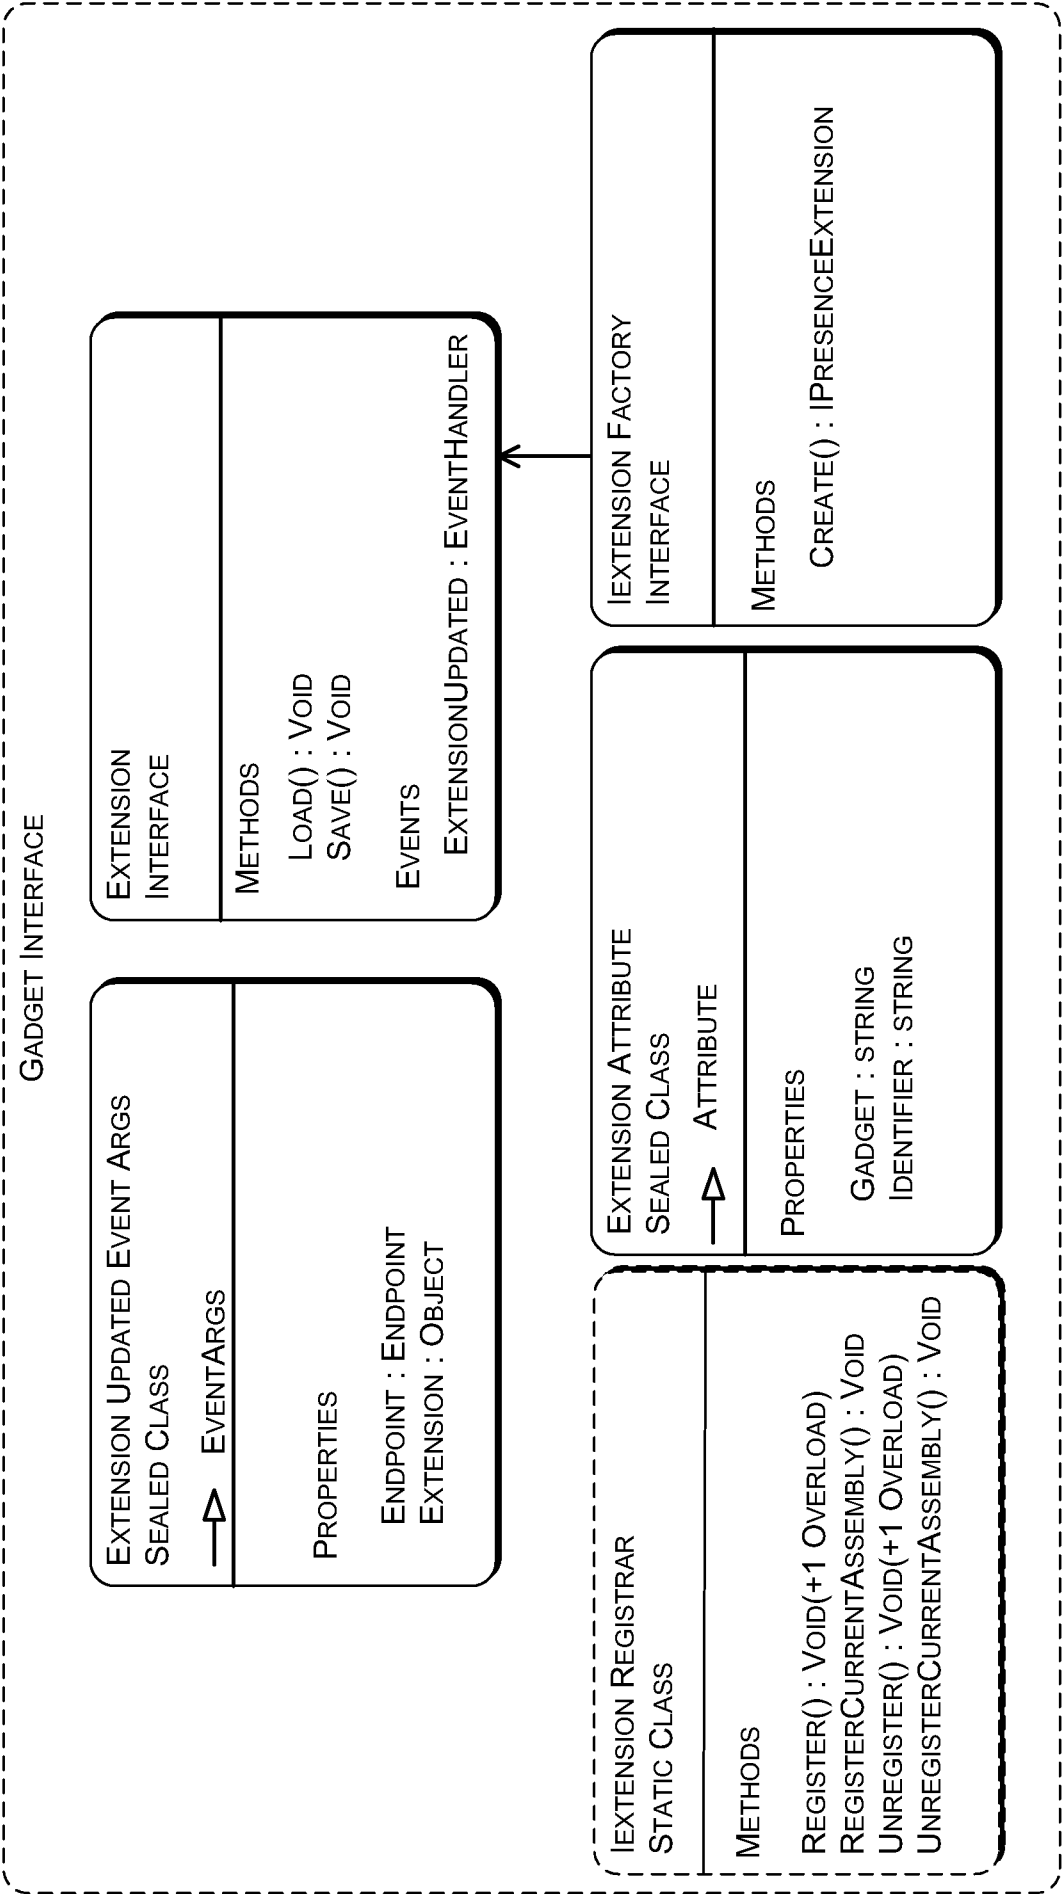 GADGET INTERFACE
EXTENSION UPDATED EVENT ARGS
SEALED CLASS
EVENTARGS
PROPERTIES
ENDPOINT : ENDPOINT
EXTENSION : OBJECT
EXTENSION
INTERFACE
METHODS
LOAD() : VOID
SAVE() : VOID
EVENTS
EXTENSIONUPDATED : EVENTHANDLER
IEXTENSION REGISTRAR
STATIC CLASS
METHODS
REGISTER() : VOID(+1 OVERLOAD)
REGISTERCURRENTASSEMBLY() : VOID
UNREGISTER() : VOID(+1 OVERLOAD)
UNREGISTERCURRENTASSEMBLY() : VOID
EXTENSION ATTRIBUTE
SEALED CLASS
ATTRIBUTE
PROPERTIES
GADGET : STRING
IDENTIFIER : STRING
IEXTENSION FACTORY
INTERFACE
METHODS
CREATE() : IPRESENCEEXTENSION